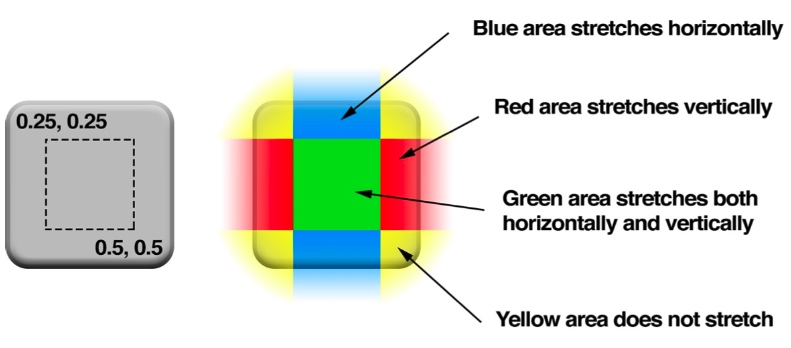 Blue area stretches horizontally
0.25, 0.25
Red area stretches vertically
Green area stretches both
horizontally and vertically
0.5, 0.5
Yellow area does not stretch